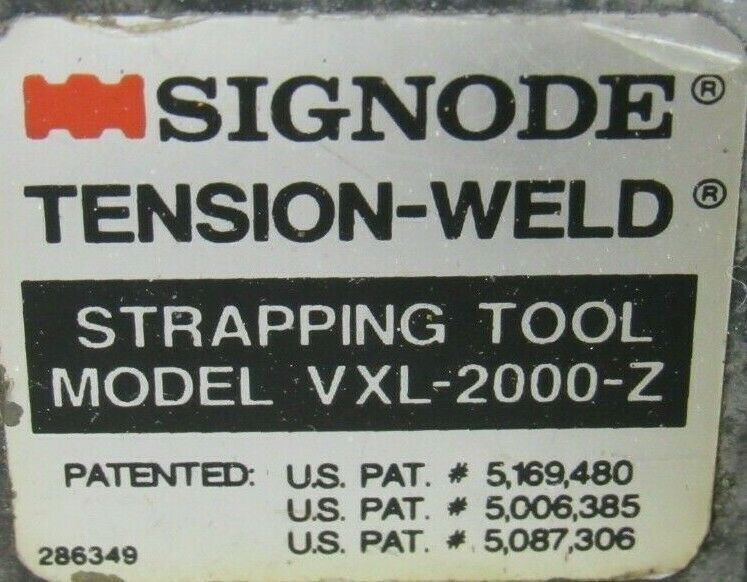 SIGNODE®
TENSION-WELD®
STRAPPING TOOL
MODEL VXL-2000-Z
PATENTED: U.S. PAT. # 5,169,480
U.S. PAT. # 5,006,385
U.S. PAT. # 5,087,306
286349